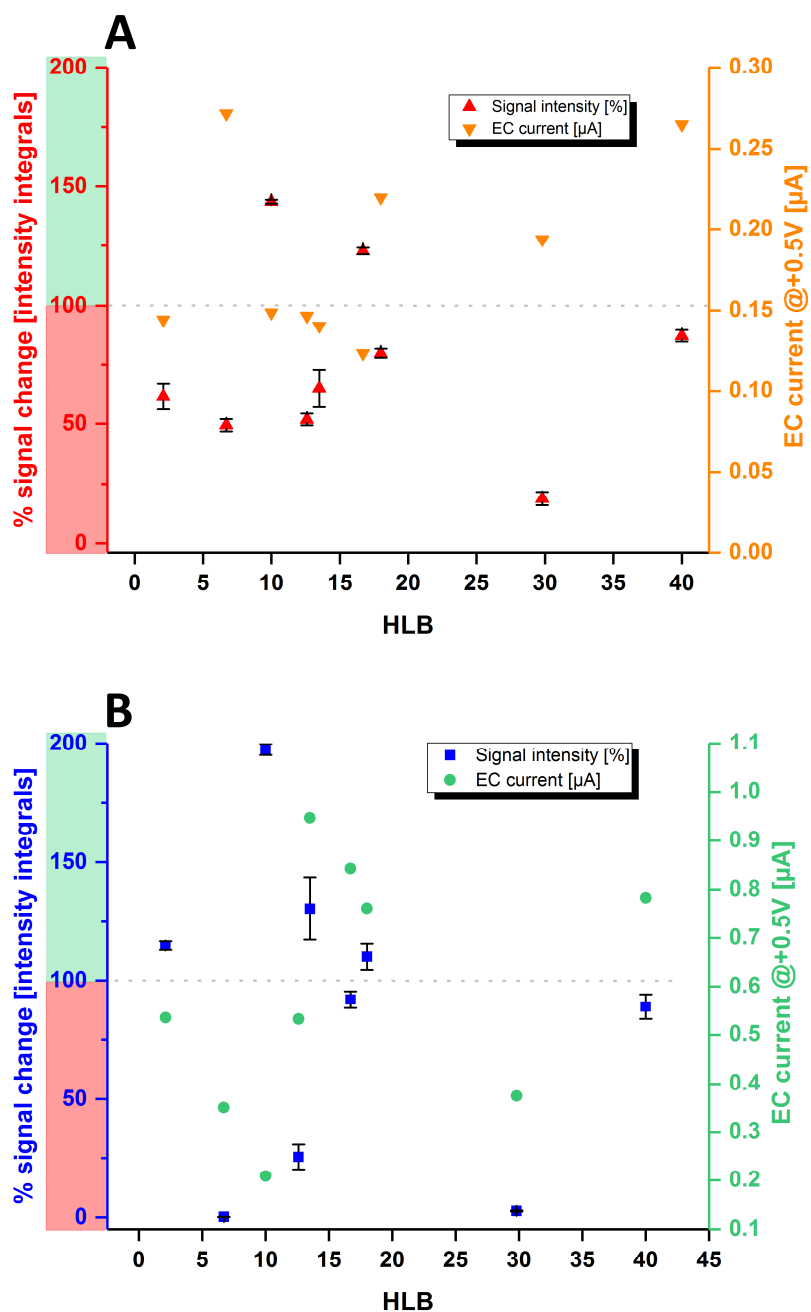 A
% signal change [intensity integrals]
200
150
100
50
0
Signal intensity [%]
EC current [µA]
0.30
0.25
0.20
0.15
0.10
0.05
0.00
EC current @+0.5V [µA]
0 5 10 15 20 25 30 35 40
HLB
B
% signal change [intensity integrals]
200
150
100
50
0
Signal intensity [%]
EC current [µA]
1.1
1.0
0.9
0.8
0.7
0.6
0.5
0.4
0.3
0.2
0.1
EC current @+0.5V [µA]
0 5 10 15 20 25 30 35 40 45
HLB